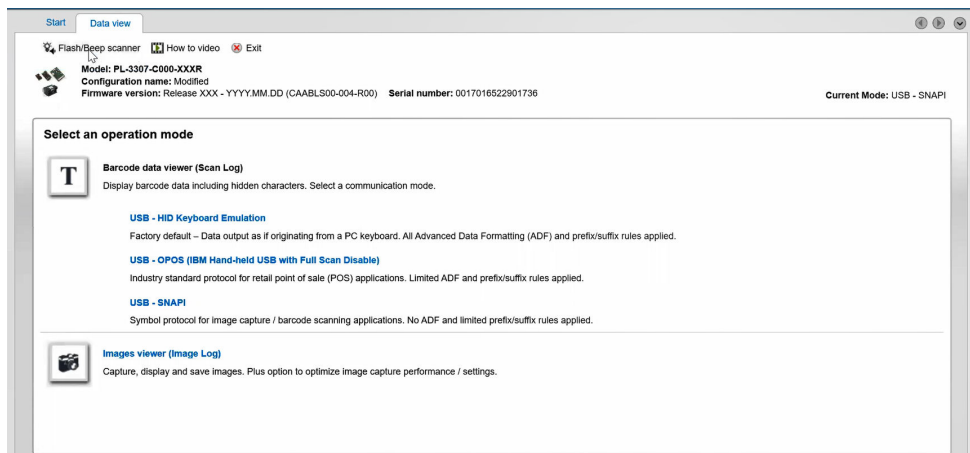 Start Data view
Flash/Beep scanner How to video Exit
Model: PL-3307-C000-XXXR
Configuration name: Modified
Firmware version: Release XXX - YYYY.MM.DD (CAABLS00-004-R00) Serial number: 0017016522901736
Current Mode: USB - SNAPI
Select an operation mode
T
Barcode data viewer (Scan Log)
Display barcode data including hidden characters. Select a communication mode.
USB - HID Keyboard Emulation
Factory default – Data output as if originating from a PC keyboard. All Advanced Data Formatting (ADF) and prefix/suffix rules applied.
USB - OPOS (IBM Hand-held USB with Full Scan Disable)
Industry standard protocol for retail point of sale (POS) applications. Limited ADF and prefix/suffix rules applied.
USB - SNAPI
Symbol protocol for image capture / barcode scanning applications. No ADF and limited prefix/suffix rules applied.
Images viewer (Image Log)
Capture, display and save images. Plus option to optimize image capture performance / settings.